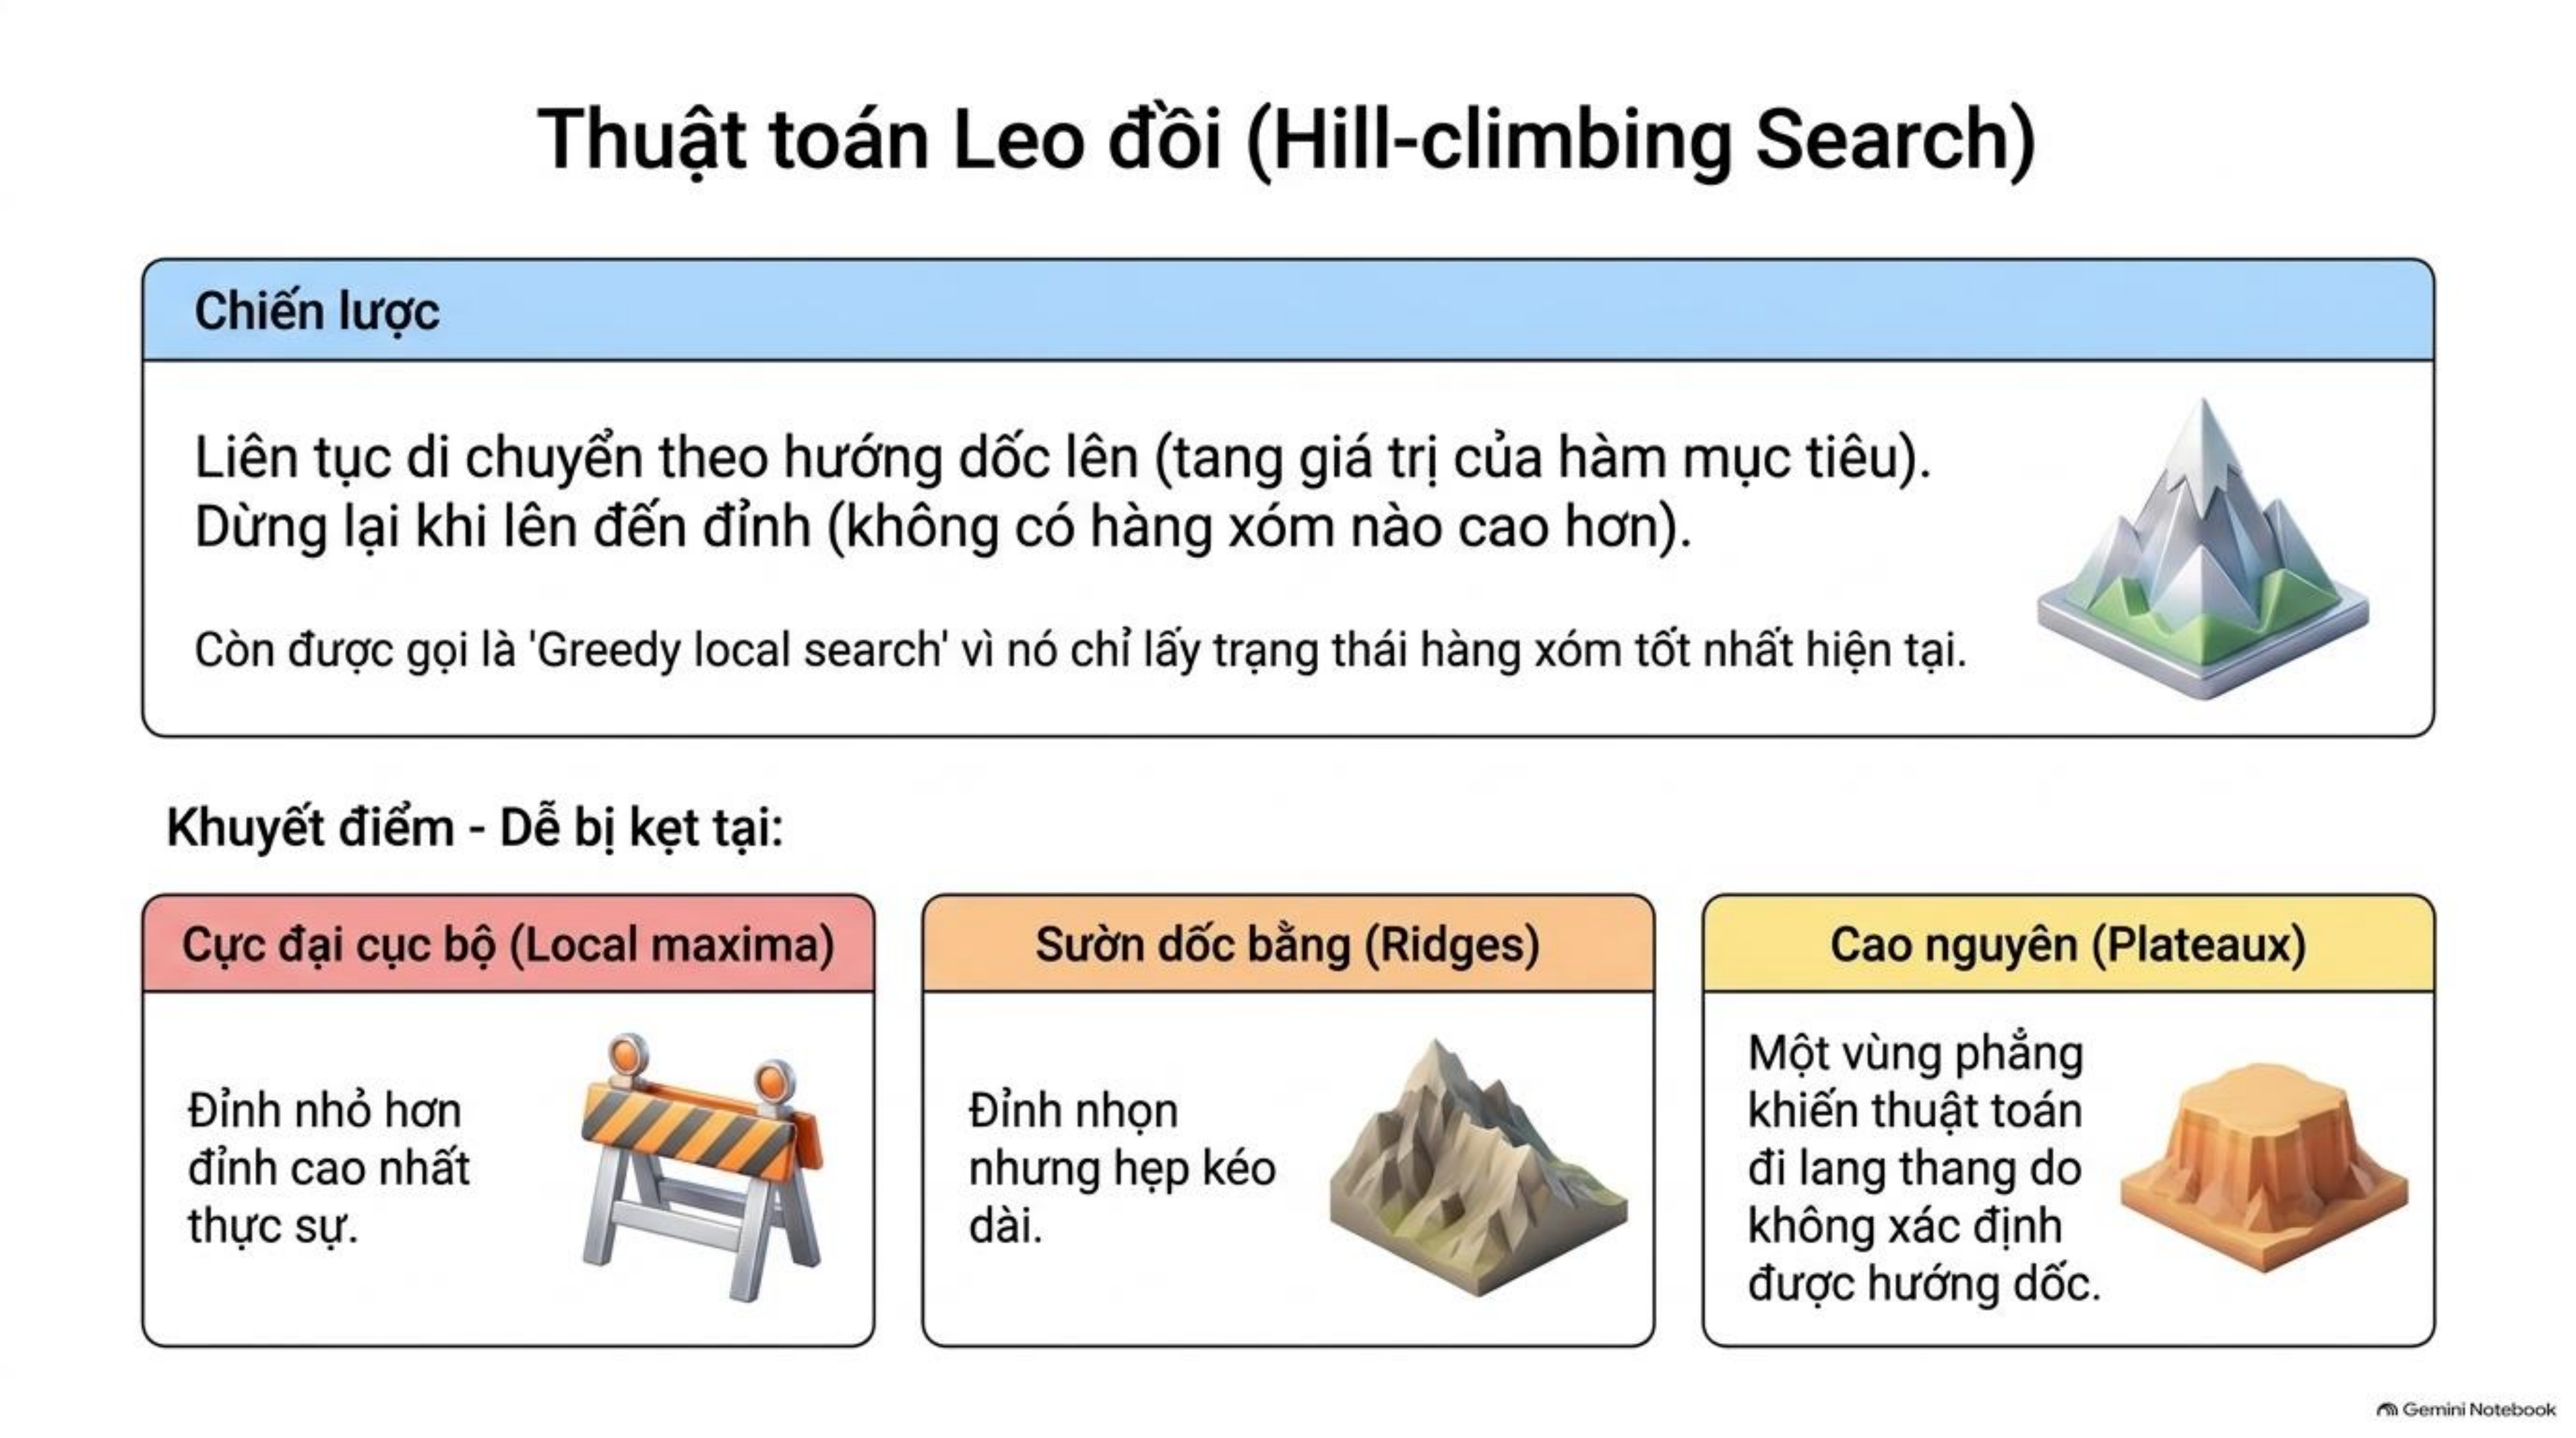 Thuật toán Leo đồi (Hill-climbing Search)
Chiến lược
Liên tục di chuyển theo hướng dốc lên (tang giá trị của hàm mục tiêu).
Dừng lại khi lên đến đỉnh (không có hàng xóm nào cao hơn).
Còn được gọi là 'Greedy local search' vì nó chỉ lấy trạng thái hàng xóm tốt nhất hiện tại.
Khuyết điểm - Dễ bị kẹt tại:
Cực đại cục bộ (Local maxima)
Đỉnh nhỏ hơn
đỉnh cao nhất
thực sự.
Sườn dốc bằng (Ridges)
Đỉnh nhọn
nhưng hẹp kéo
dài.
Cao nguyên (Plateaux)
Một vùng phẳng
khiến thuật toán
đi lang thang do
không xác định
được hướng dốc.
Gemini Notebook